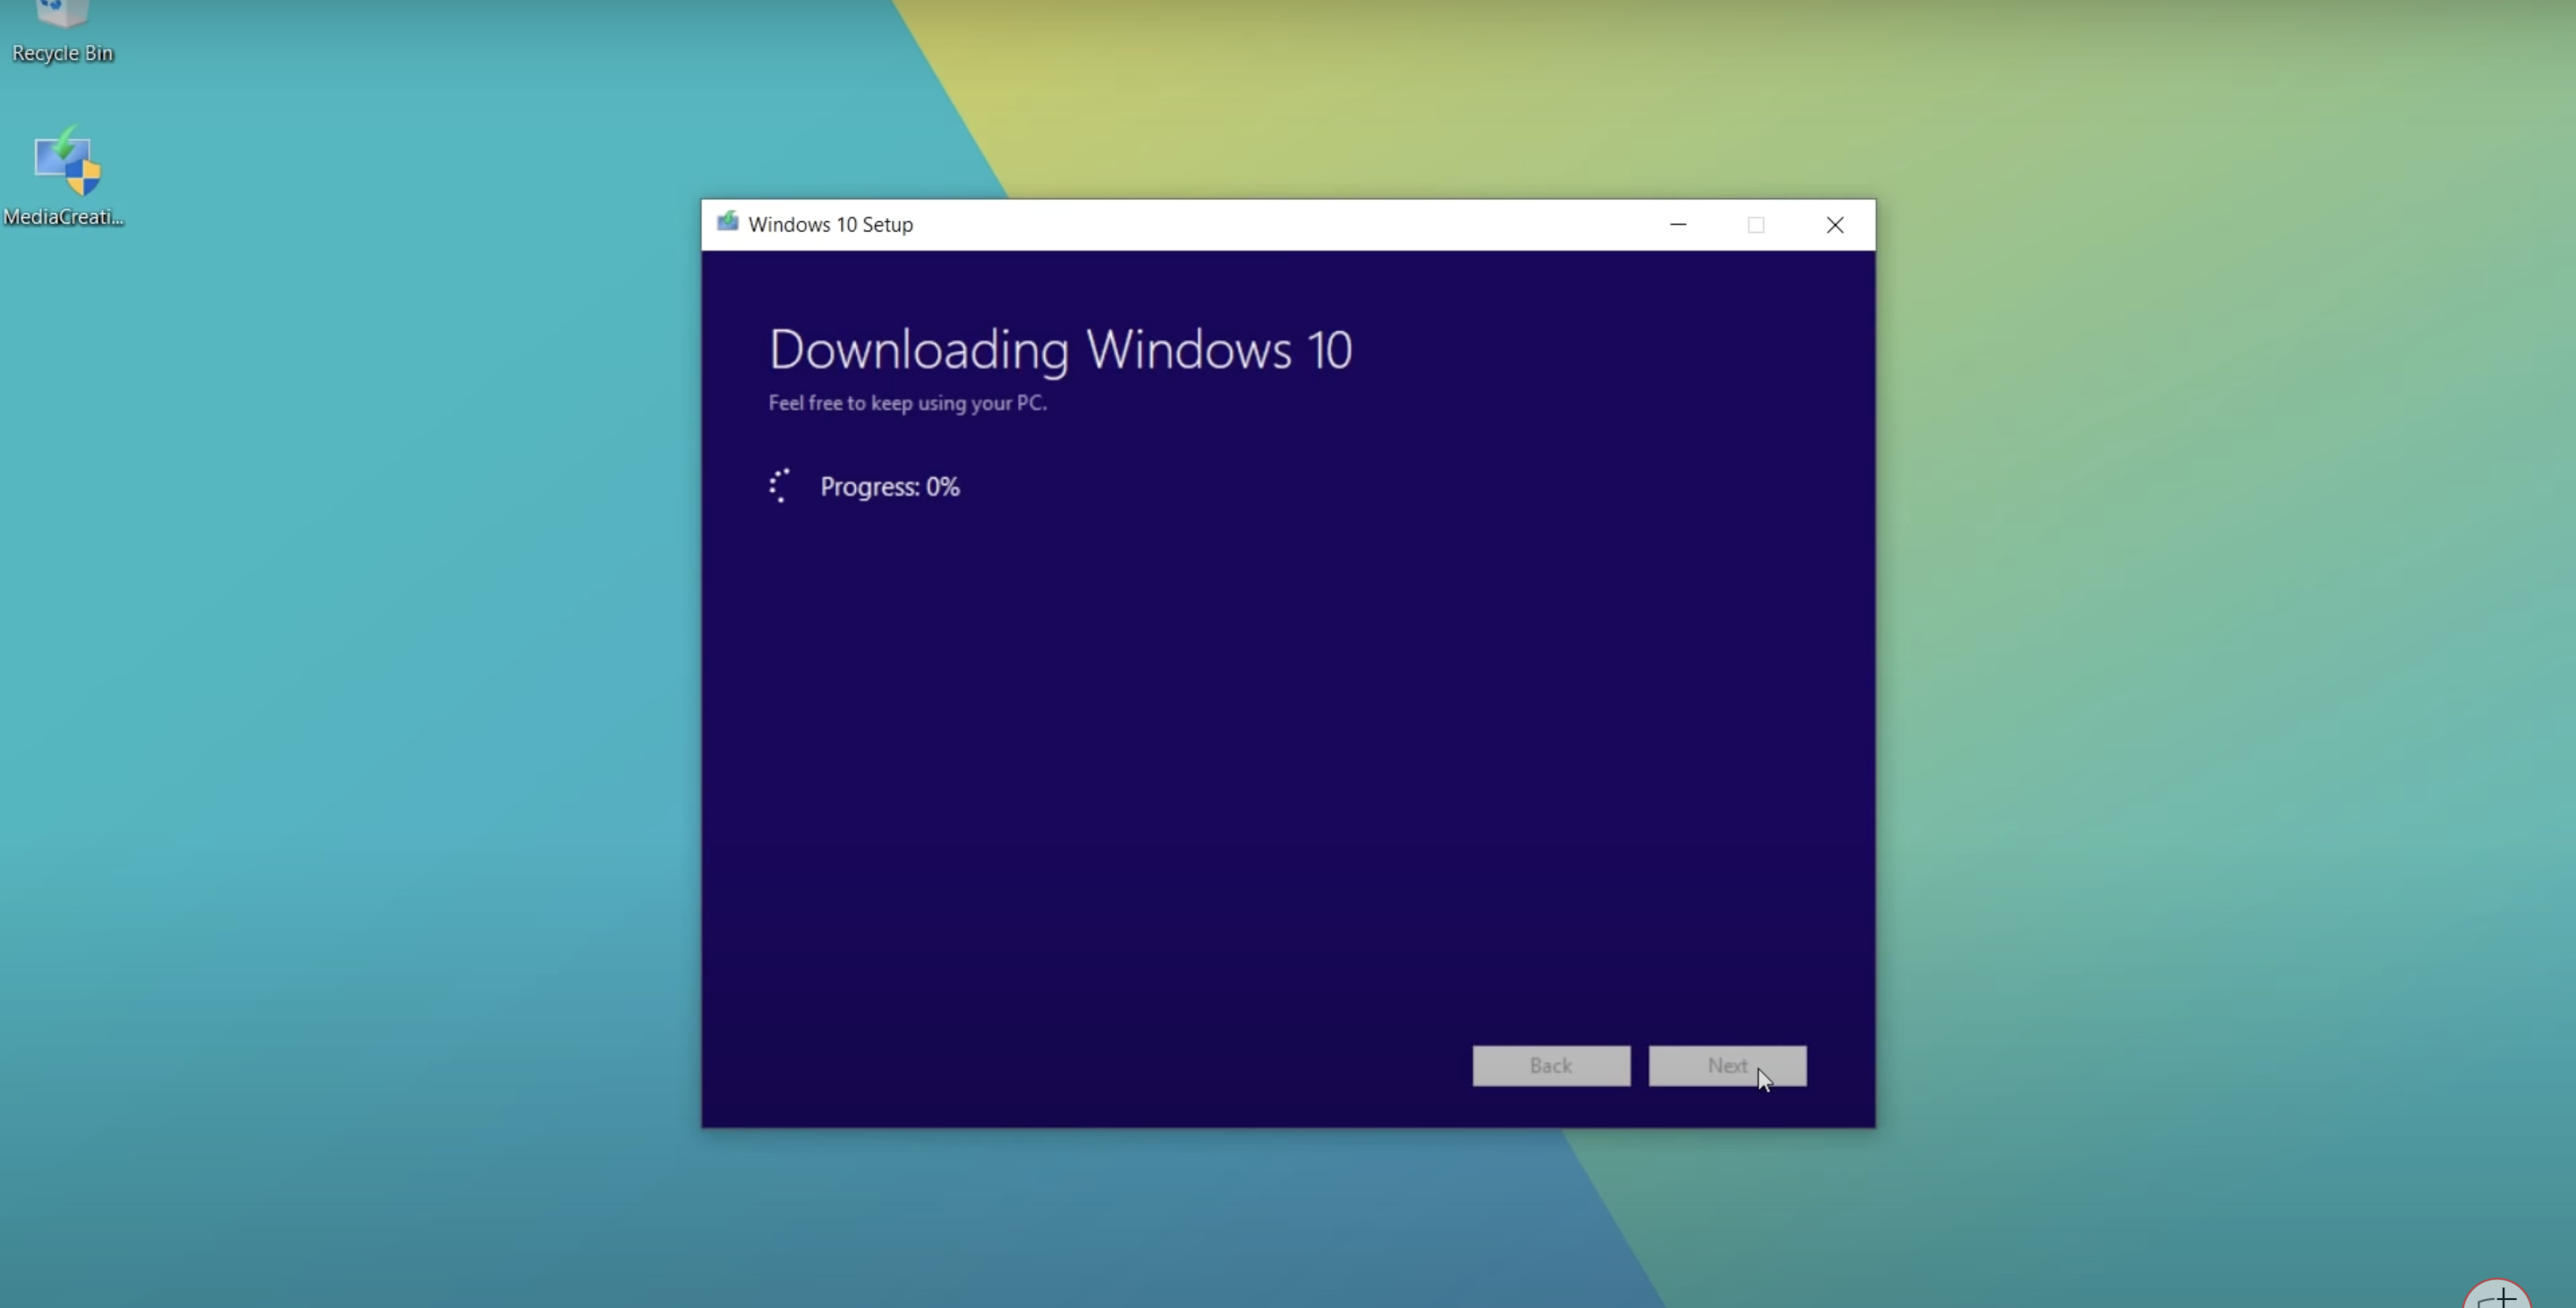 Recycle Bin
MediaCreati...
Windows 10 Setup
Downloading Windows 10
Feel free to keep using your PC.
Progress: 0%
Back
Next